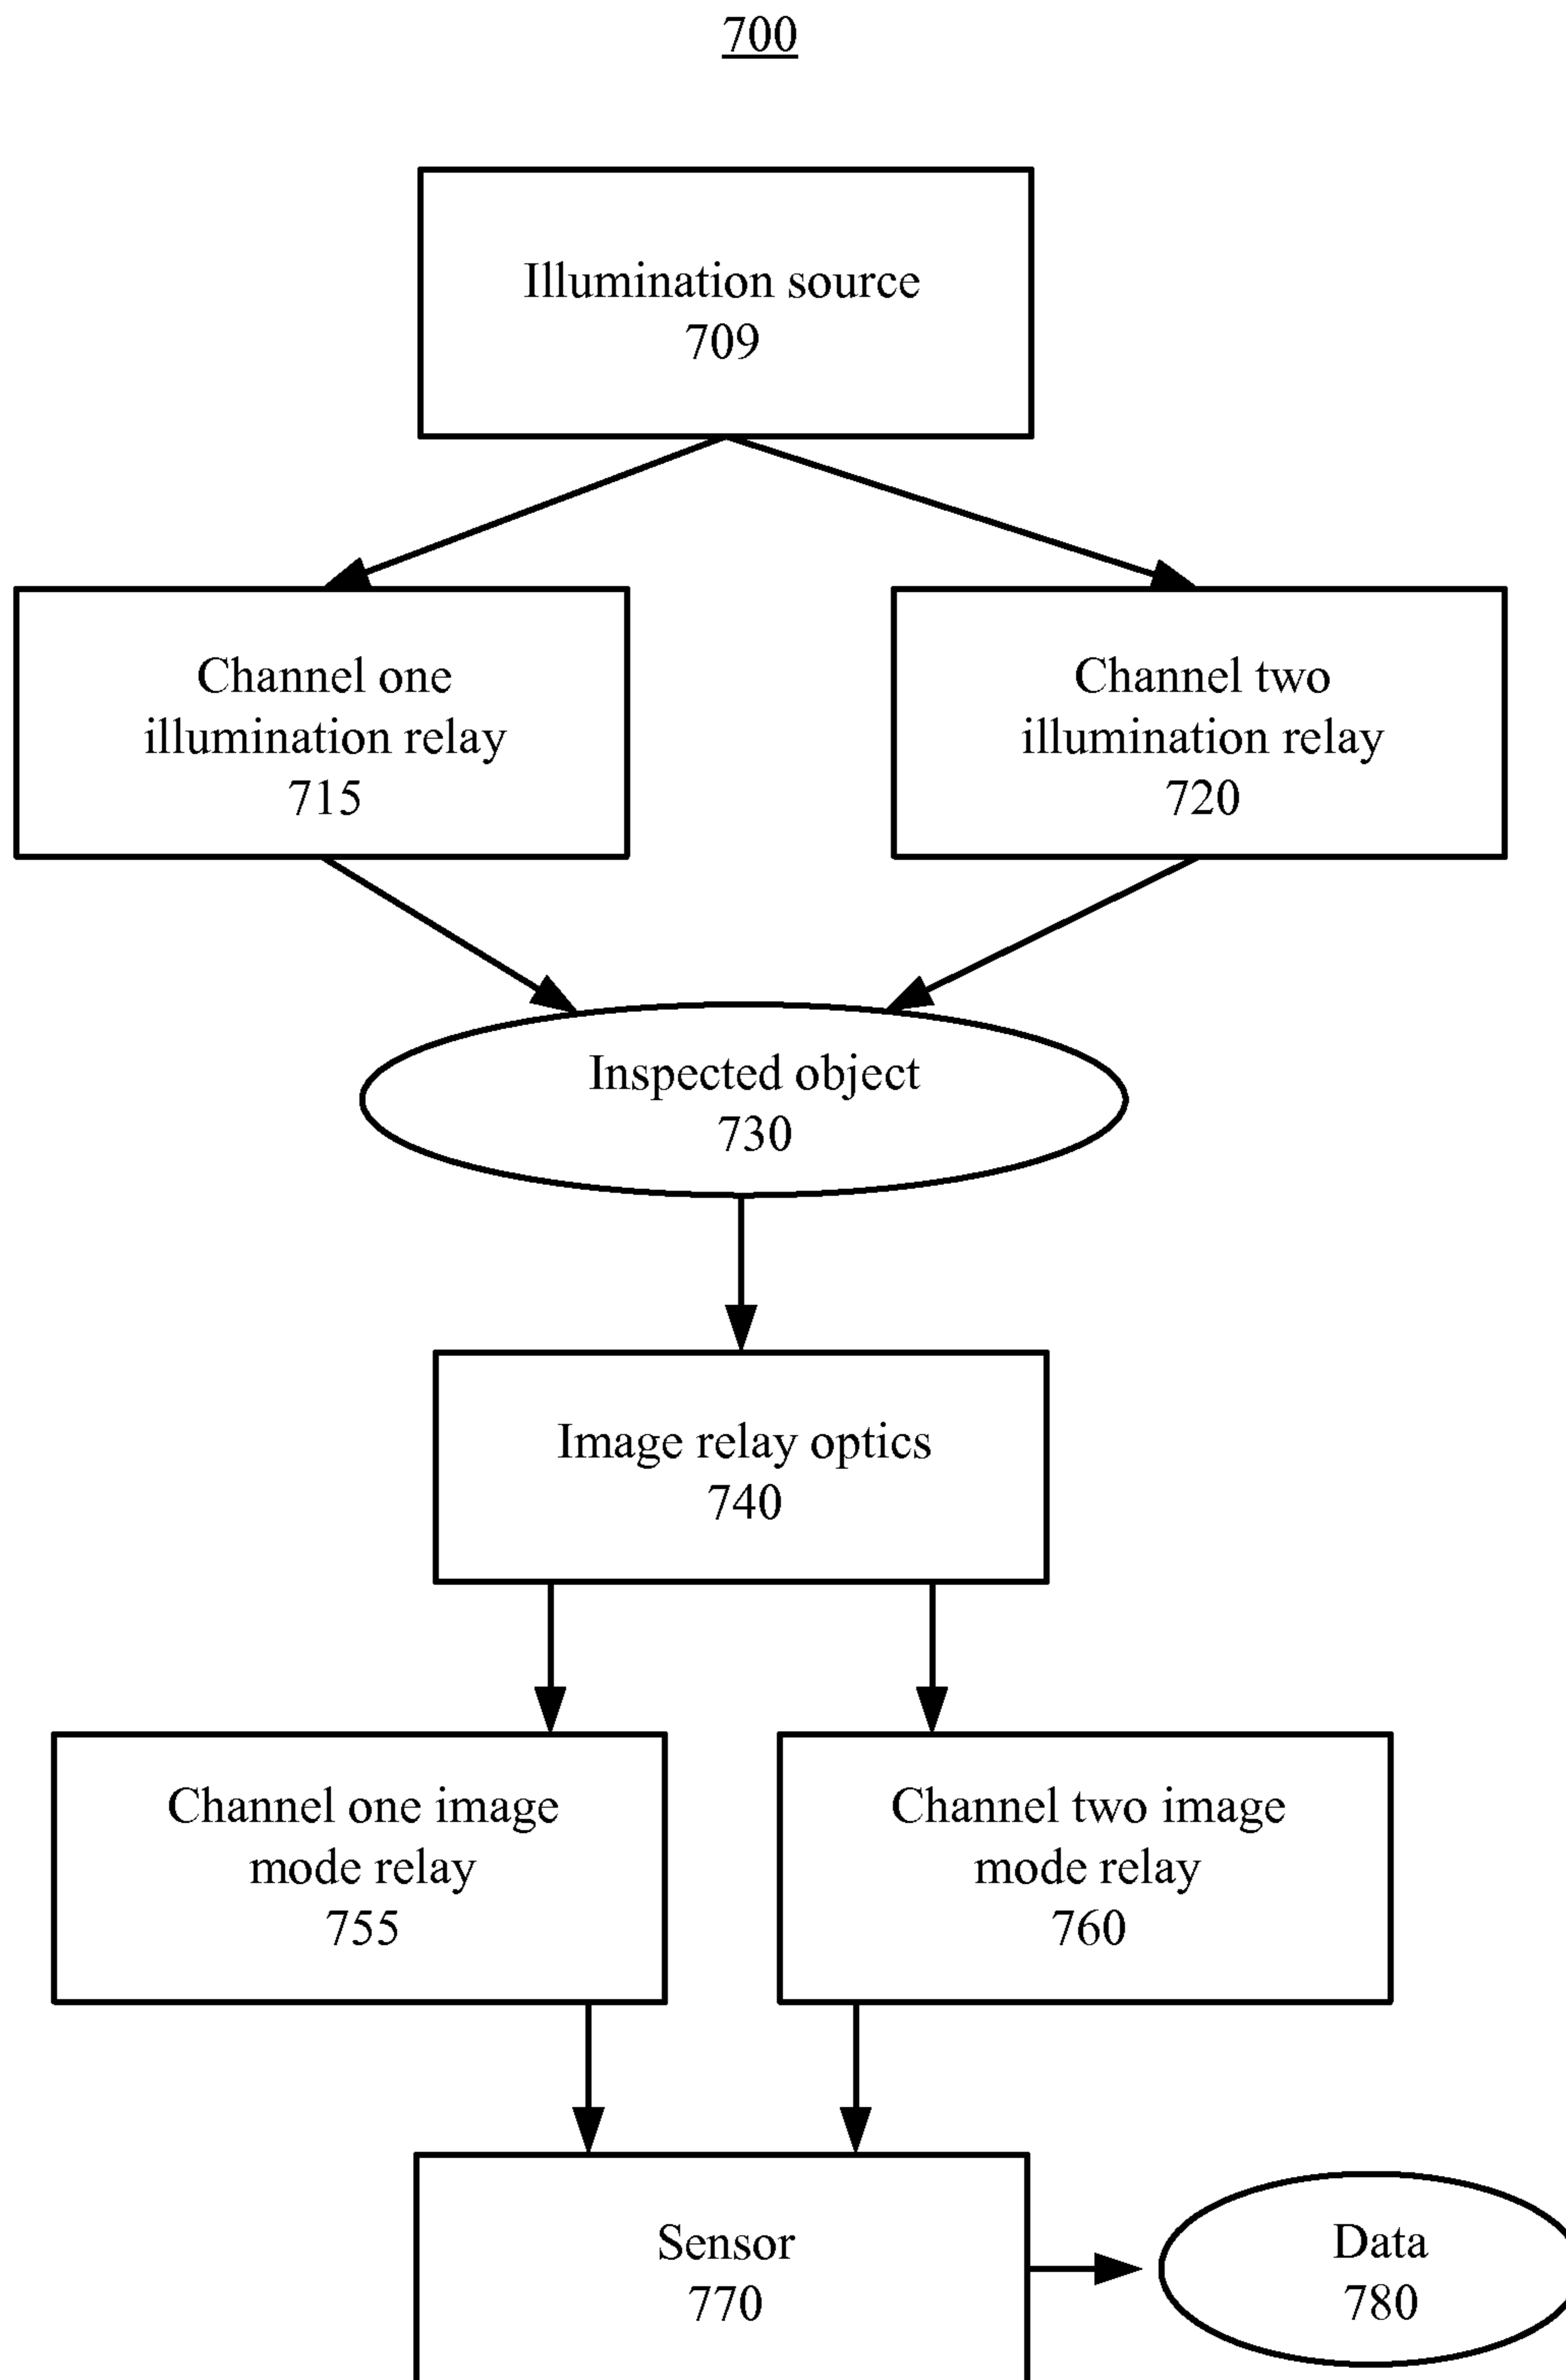 700
Illumination source
709
Channel one
illumination relay
715
Channel two
illumination relay
720
Inspected object
730
Image relay optics
740
Channel one image
mode relay
755
Channel two image
mode relay
760
Sensor
770
Data
780